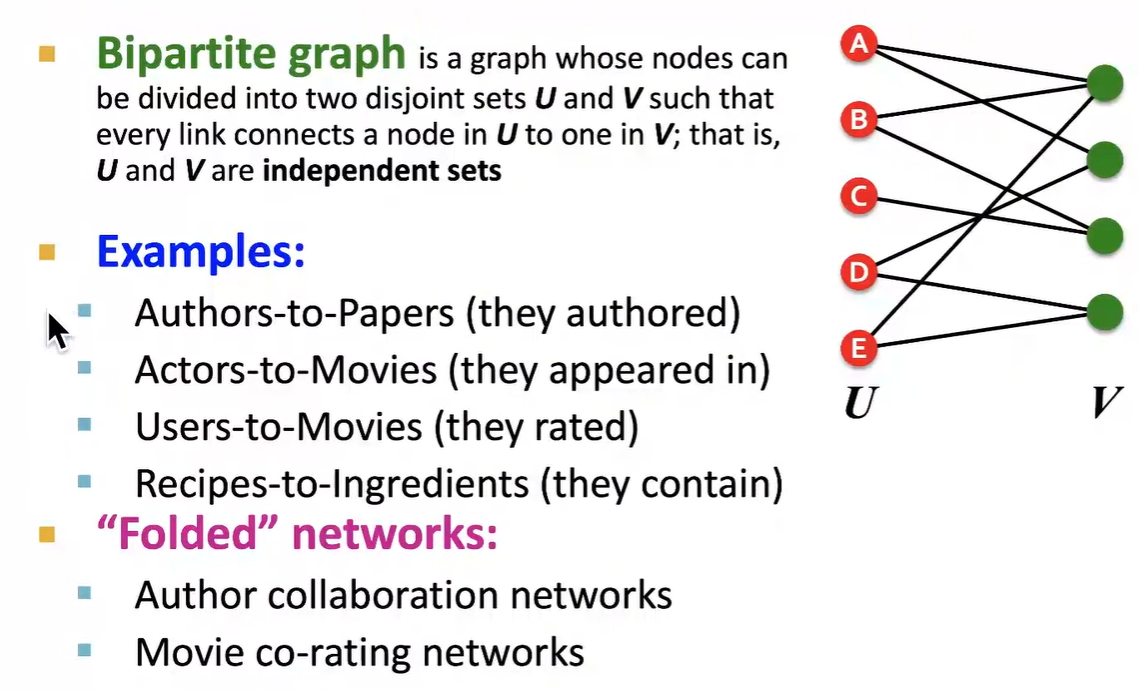 Bipartite graph is a graph whose nodes can
be divided into two disjoint sets U and V such that
every link connects a node in U to one in V; that is,
U and V are independent sets
Examples:
Authors-to-Papers (they authored)
Actors-to-Movies (they appeared in)
Users-to-Movies (they rated)
Recipes-to-Ingredients (they contain)
“Folded” networks:
Author collaboration networks
Movie co-rating networks
A
B
C
D
E
U V